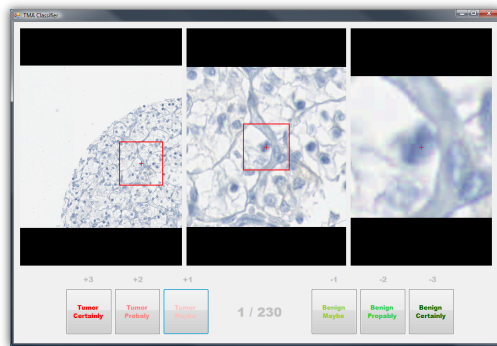 TMA Classifier
+3 +2 +1 -1 -2 -3
Tumor Certainly
Tumor Probaly
Tumor
1 / 230
Benign Maybe
Benign Propably
Benign Certainly